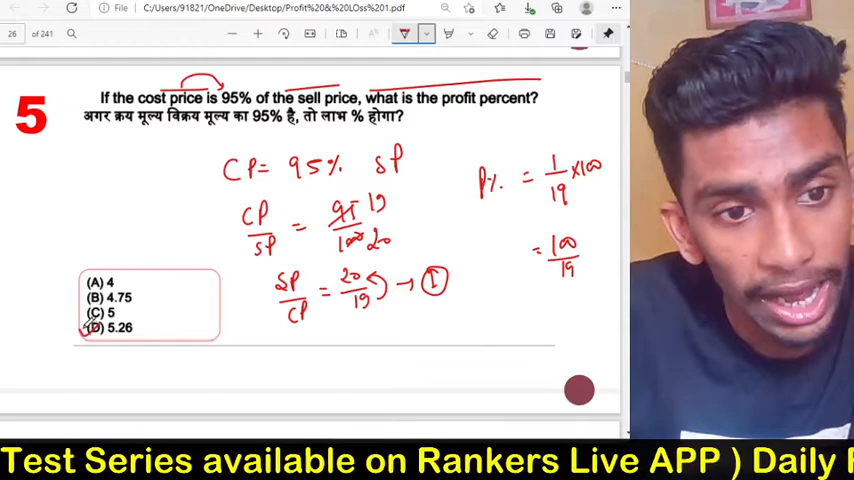 C:/Users/91821/OneDrive/Desktop/Profit%20&%20LOss%201.pdf
26 of 241
5 If the cost price is 95% of the sell price, what is the profit percent?
अगर क्रय मूल्य विक्रय मूल्य का 95% है, तो लाभ % होगा?
CP = 95% SP
P% = 1/19 × 100
CP/SP = 95/100 19/20
= 100/19
SP/CP = 20/19 → 1
(A) 4
(B) 4.75
(C) 5
(D) 5.26
Test Series available on Rankers Live APP ) Daily